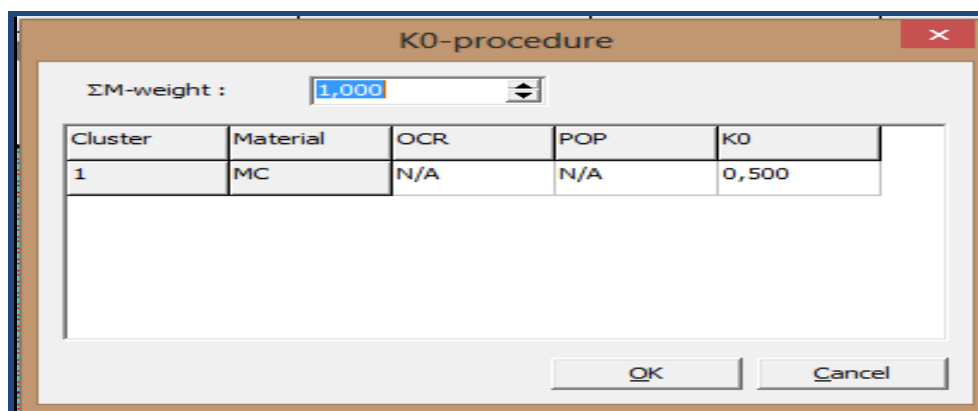 K0-procedure
ΣM-weight : 1,000
Cluster Material OCR POP K0
1 MC N/A N/A 0,500
OK Cancel